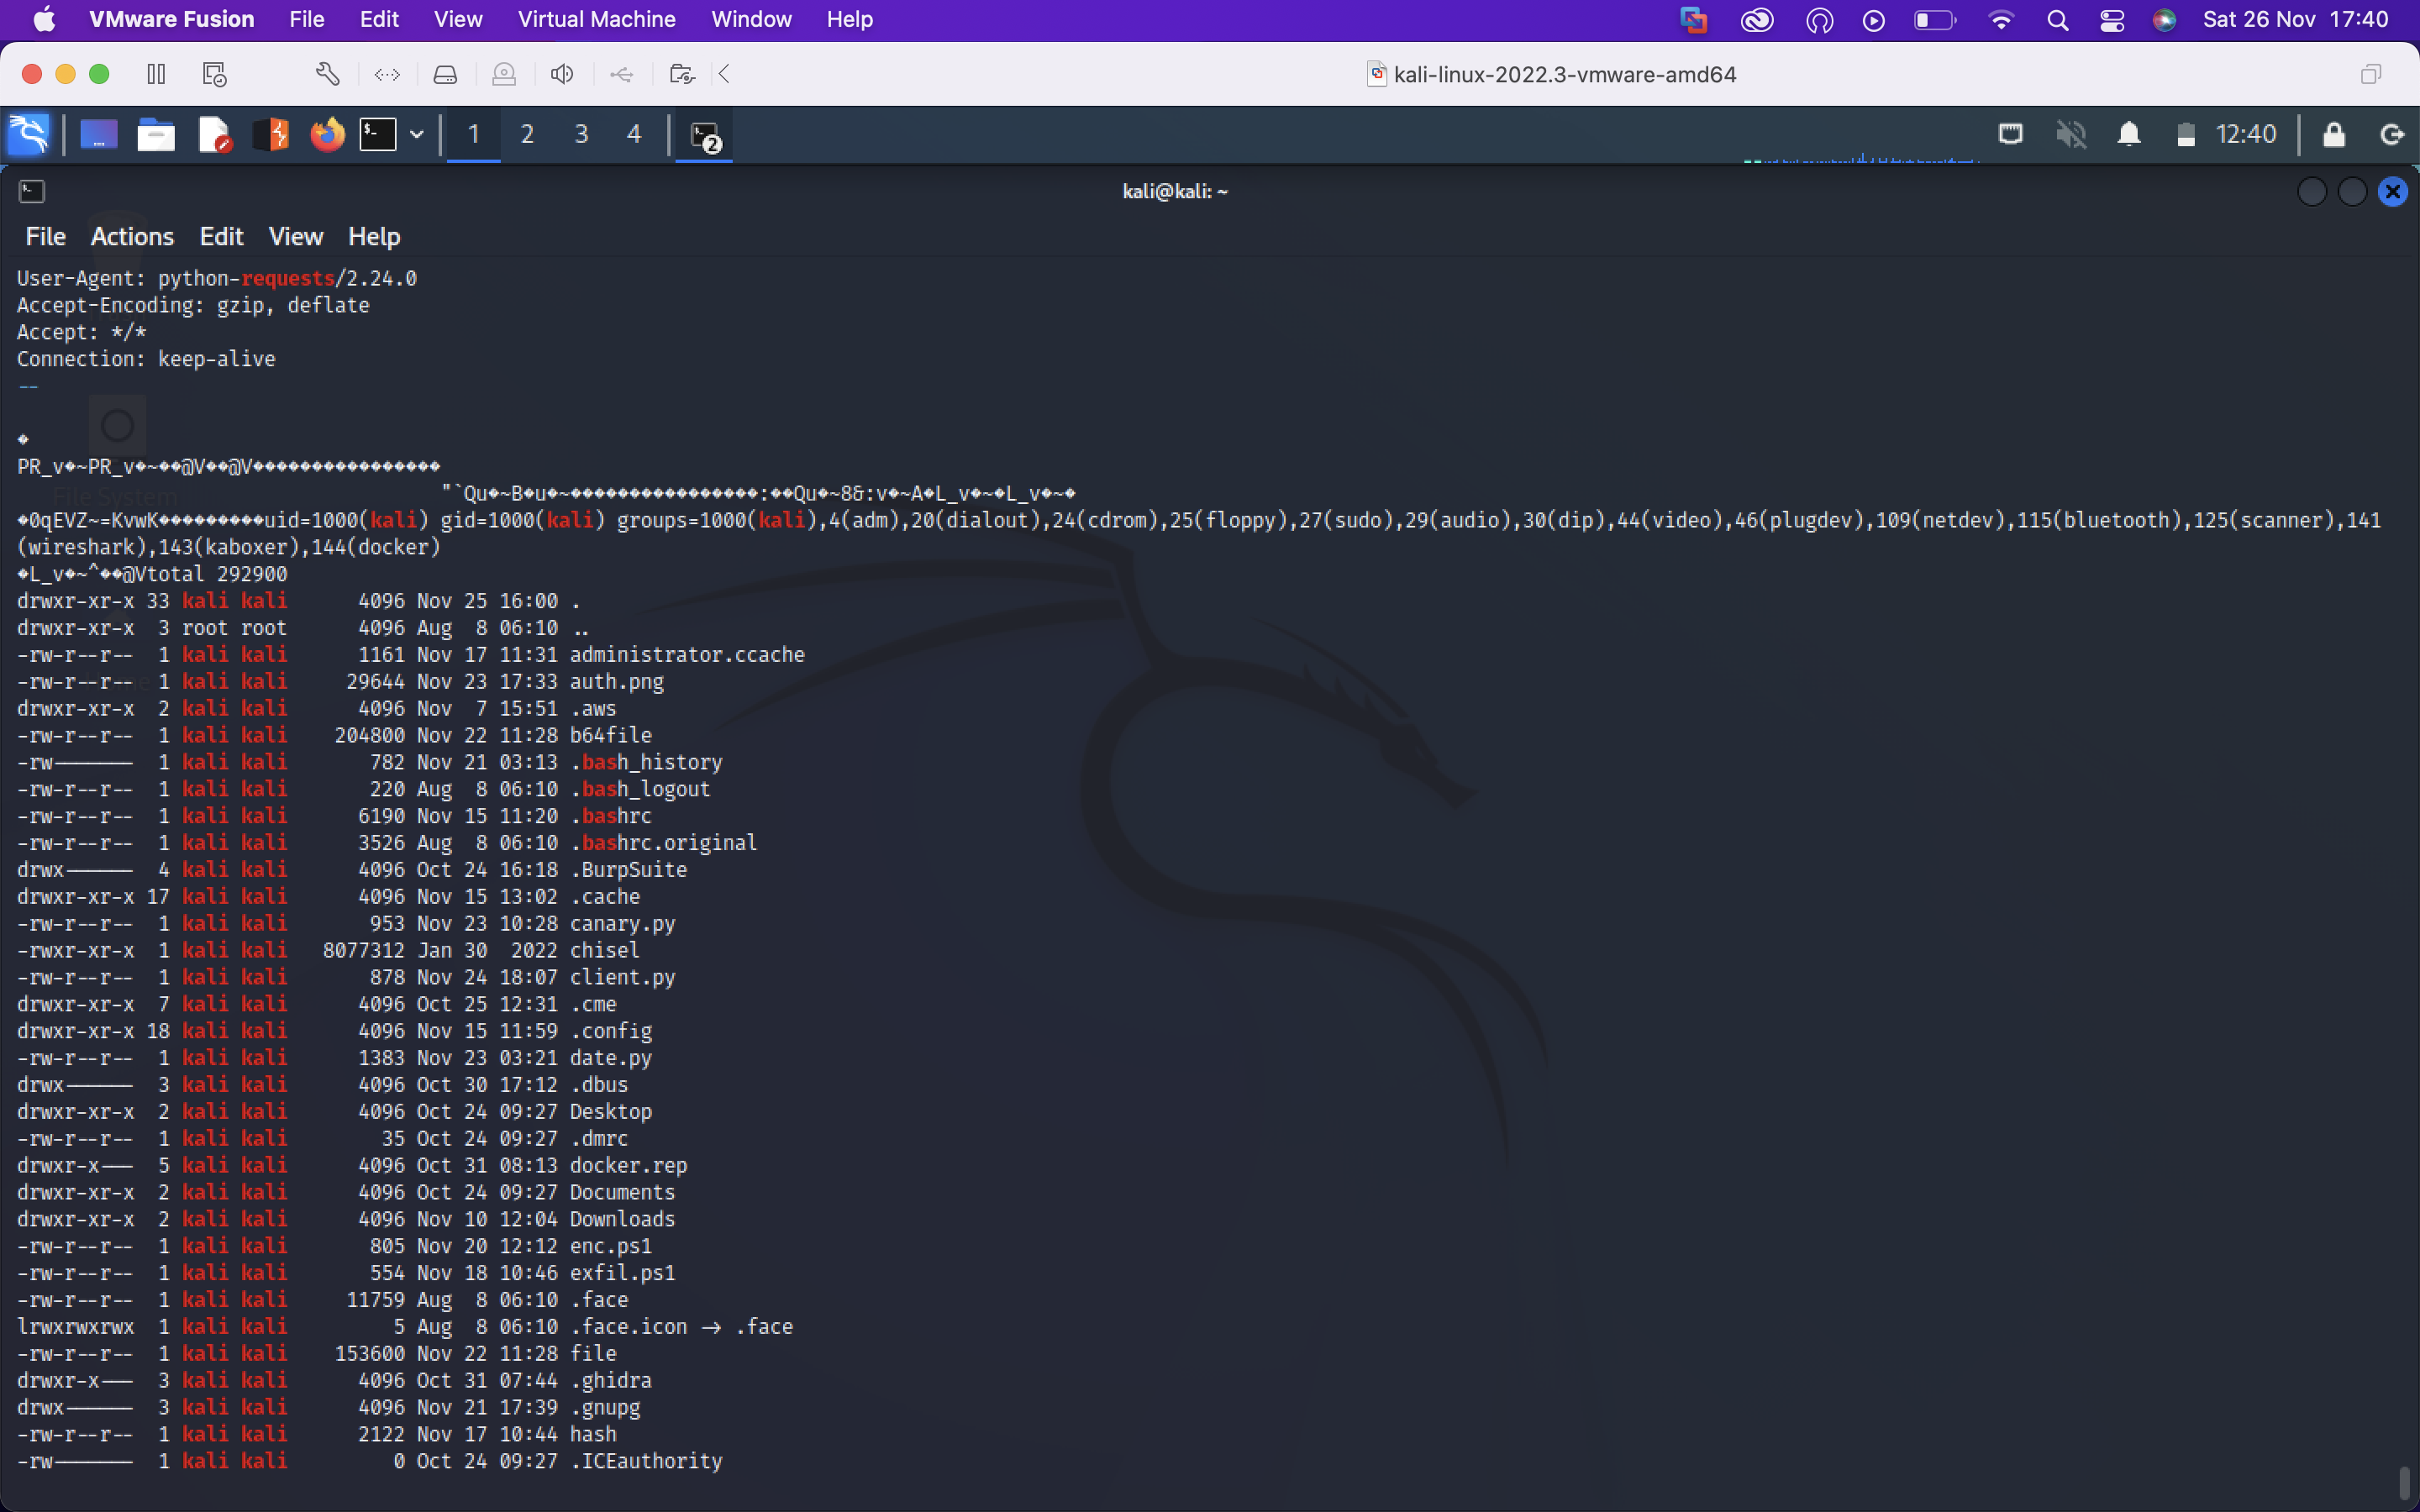 VMware Fusion File Edit View Virtual Machine Window Help Sat 26 Nov 17:40
kali-linux-2022.3-vmware-amd64
1 2 3 4 2 12:40
kali@kali: ~
File Actions Edit View Help
User-Agent: python-requests/2.24.0
Accept-Encoding: gzip, deflate
Accept: */*
Connection: keep-alive
--
�
PR_v�~PR_v�~��@V��@V����������������
File System
"`Qu�~B�u�~����������������:��Qu�~8&:v�~A�L_v�~�L_v�~�
�0qEVZ~=KvwK���������uid=1000(kali) gid=1000(kali) groups=1000(kali),4(adm),20(dialout),24(cdrom),25(floppy),27(sudo),29(audio),30(dip),44(video),46(plugdev),109(netdev),115(bluetooth),125(scanner),141
(wireshark),143(kaboxer),144(docker)
�L_v�~^��@Vtotal 292900
drwxr-xr-x 33 kali kali 4096 Nov 25 16:00 .
drwxr-xr-x 3 root root 4096 Aug 8 06:10 ..
-rw-r--r-- 1 kali kali 1161 Nov 17 11:31 administrator.ccache
-rw-r--r-- 1 kali kali 29644 Nov 23 17:33 auth.png
drwxr-xr-x 2 kali kali 4096 Nov 7 15:51 .aws
-rw-r--r-- 1 kali kali 204800 Nov 22 11:28 b64file
-rw------- 1 kali kali 782 Nov 21 03:13 .bash_history
-rw-r--r-- 1 kali kali 220 Aug 8 06:10 .bash_logout
-rw-r--r-- 1 kali kali 6190 Nov 15 11:20 .bashrc
-rw-r--r-- 1 kali kali 3526 Aug 8 06:10 .bashrc.original
drwx------ 4 kali kali 4096 Oct 24 16:18 .BurpSuite
drwxr-xr-x 17 kali kali 4096 Nov 15 13:02 .cache
-rw-r--r-- 1 kali kali 953 Nov 23 10:28 canary.py
-rwxr-xr-x 1 kali kali 8077312 Jan 30 2022 chisel
-rw-r--r-- 1 kali kali 878 Nov 24 18:07 client.py
drwxr-xr-x 7 kali kali 4096 Oct 25 12:31 .cme
drwxr-xr-x 18 kali kali 4096 Nov 15 11:59 .config
-rw-r--r-- 1 kali kali 1383 Nov 23 03:21 date.py
drwx------ 3 kali kali 4096 Oct 30 17:12 .dbus
drwxr-xr-x 2 kali kali 4096 Oct 24 09:27 Desktop
-rw-r--r-- 1 kali kali 35 Oct 24 09:27 .dmrc
drwxr-x--- 5 kali kali 4096 Oct 31 08:13 docker.rep
drwxr-xr-x 2 kali kali 4096 Oct 24 09:27 Documents
drwxr-xr-x 2 kali kali 4096 Nov 10 12:04 Downloads
-rw-r--r-- 1 kali kali 805 Nov 20 12:12 enc.ps1
-rw-r--r-- 1 kali kali 554 Nov 18 10:46 exfil.ps1
-rw-r--r-- 1 kali kali 11759 Aug 8 06:10 .face
lrwxrwxrwx 1 kali kali 5 Aug 8 06:10 .face.icon → .face
-rw-r--r-- 1 kali kali 153600 Nov 22 11:28 file
drwxr-x--- 3 kali kali 4096 Oct 31 07:44 .ghidra
drwx------ 3 kali kali 4096 Nov 21 17:39 .gnupg
-rw-r--r-- 1 kali kali 2122 Nov 17 10:44 hash
-rw------- 1 kali kali 0 Oct 24 09:27 .ICEauthority